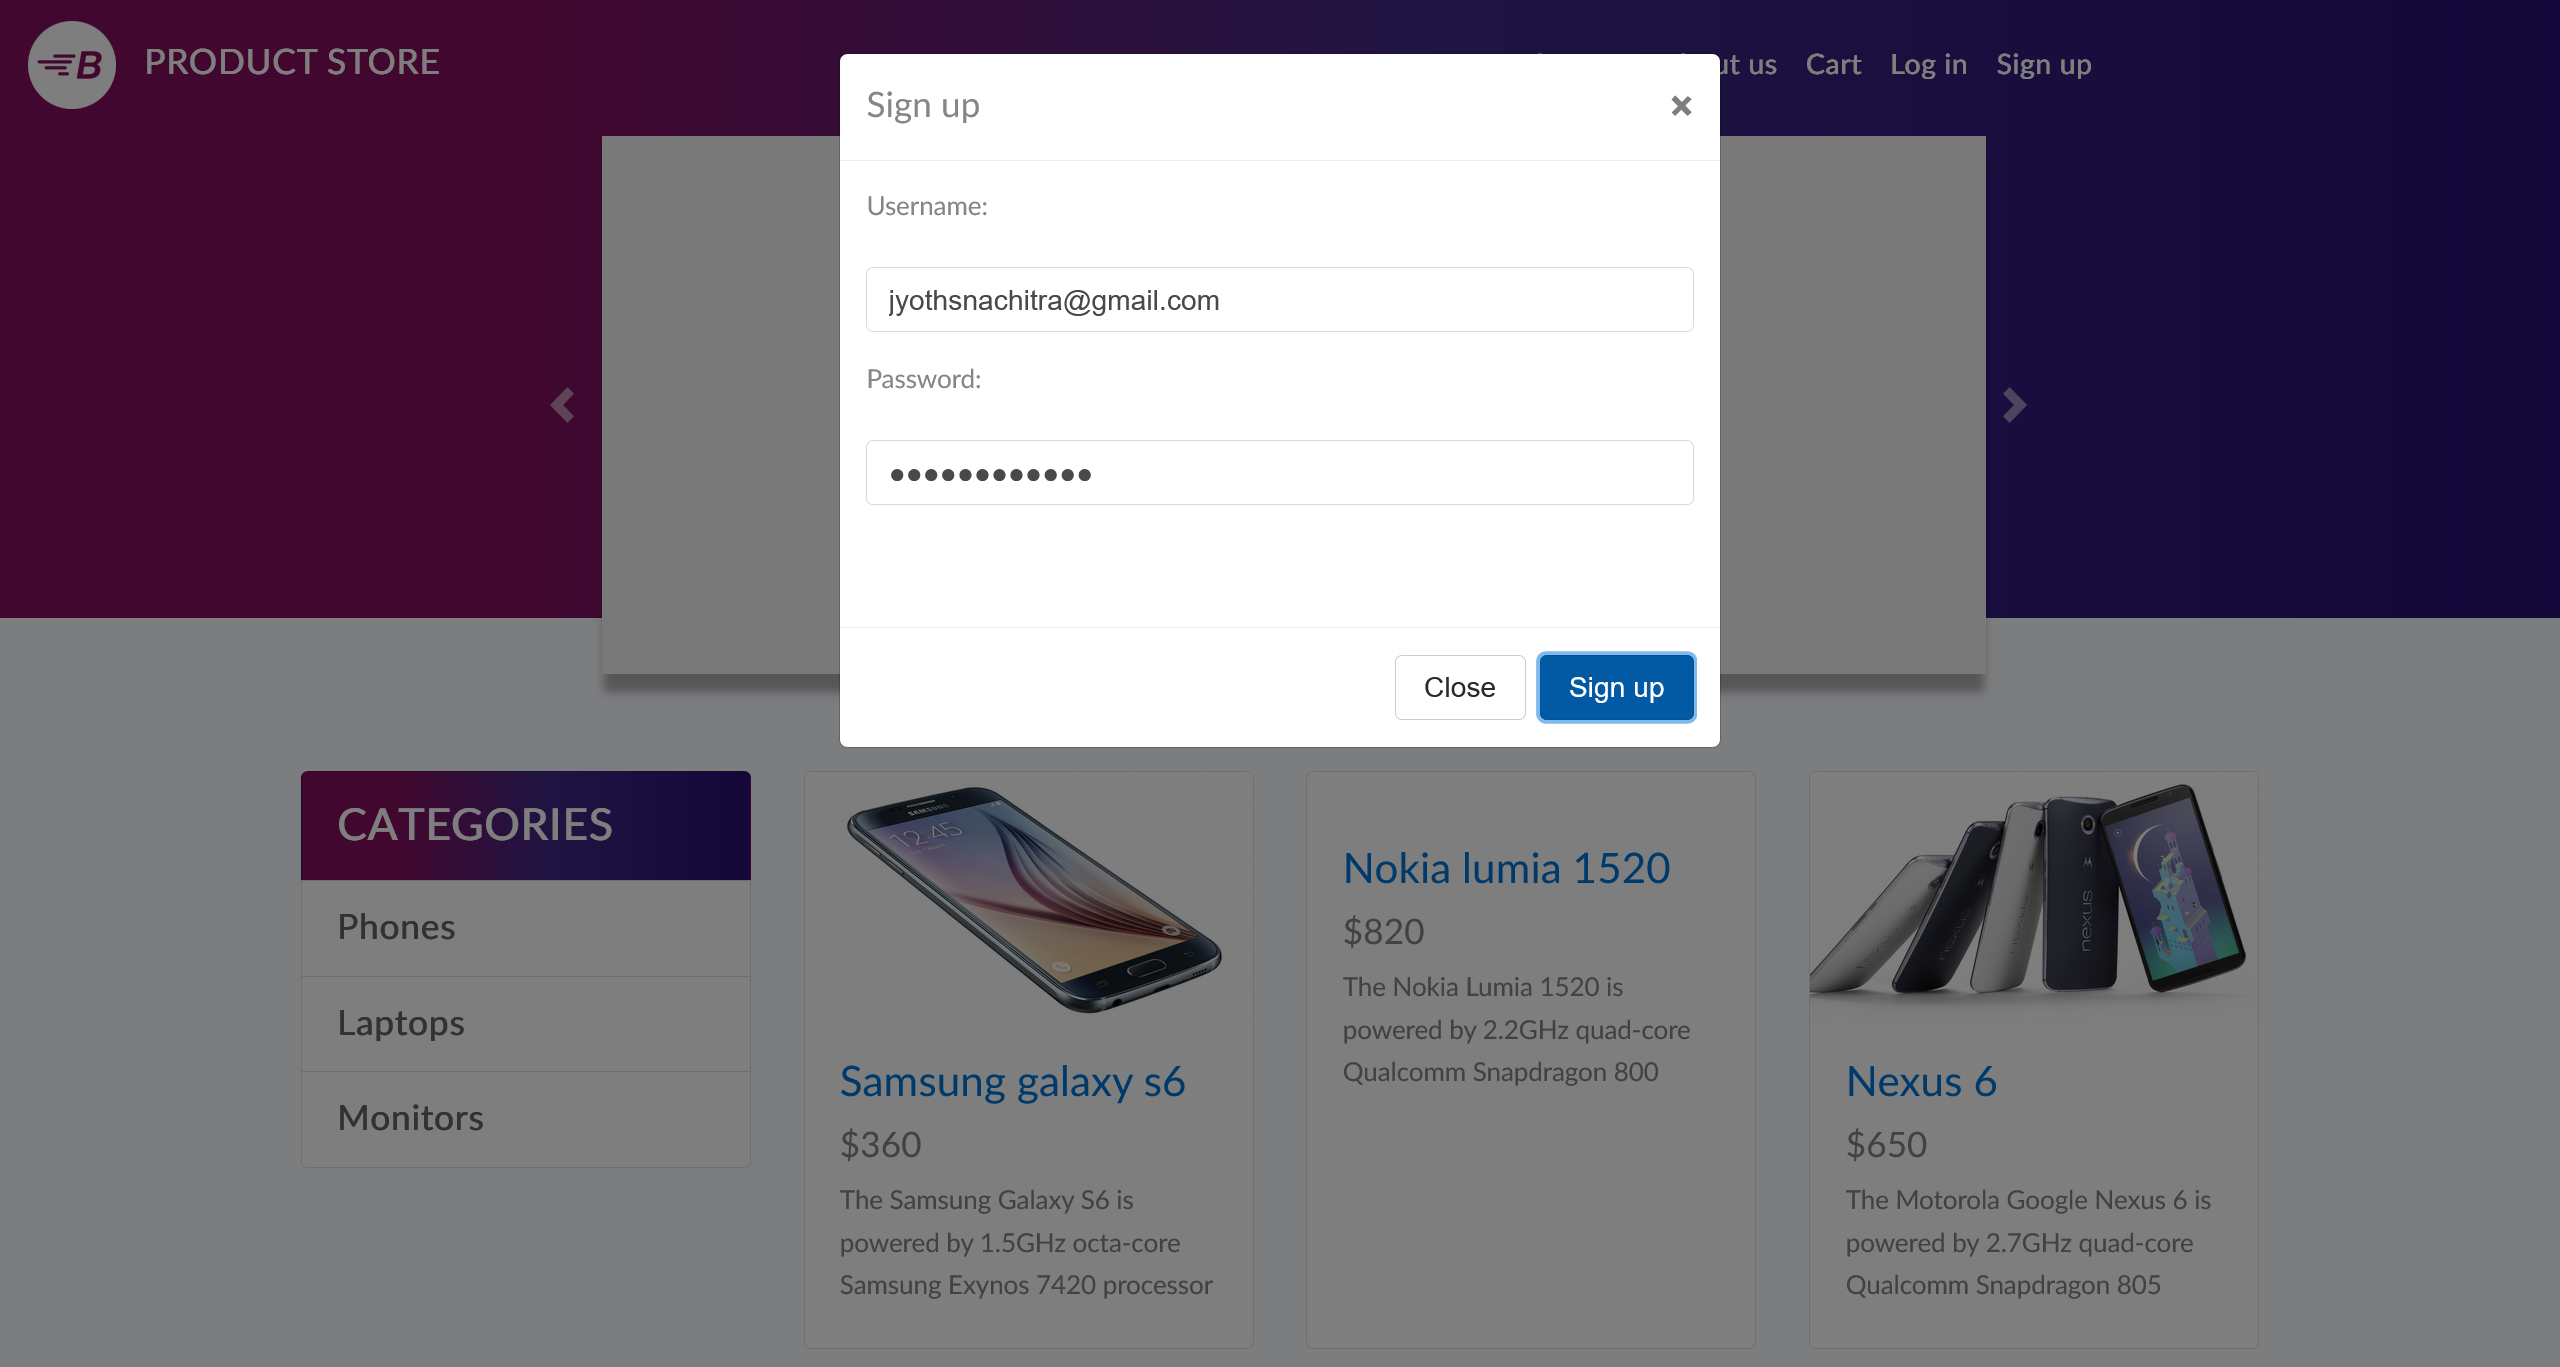 B PRODUCT STORE
ut us Cart Log in Sign up
Sign up
Username:
jyothsnachitra@gmail.com
Password:
••••••••••••
Close Sign up
CATEGORIES
Phones
Laptops
Monitors
SAMSUNG
12:45
Samsung galaxy s6
$360
The Samsung Galaxy S6 is
powered by 1.5GHz octa-core
Samsung Exynos 7420 processor
Nokia lumia 1520
$820
The Nokia Lumia 1520 is
powered by 2.2GHz quad-core
Qualcomm Snapdragon 800
nexus
Nexus 6
$650
The Motorola Google Nexus 6 is
powered by 2.7GHz quad-core
Qualcomm Snapdragon 805